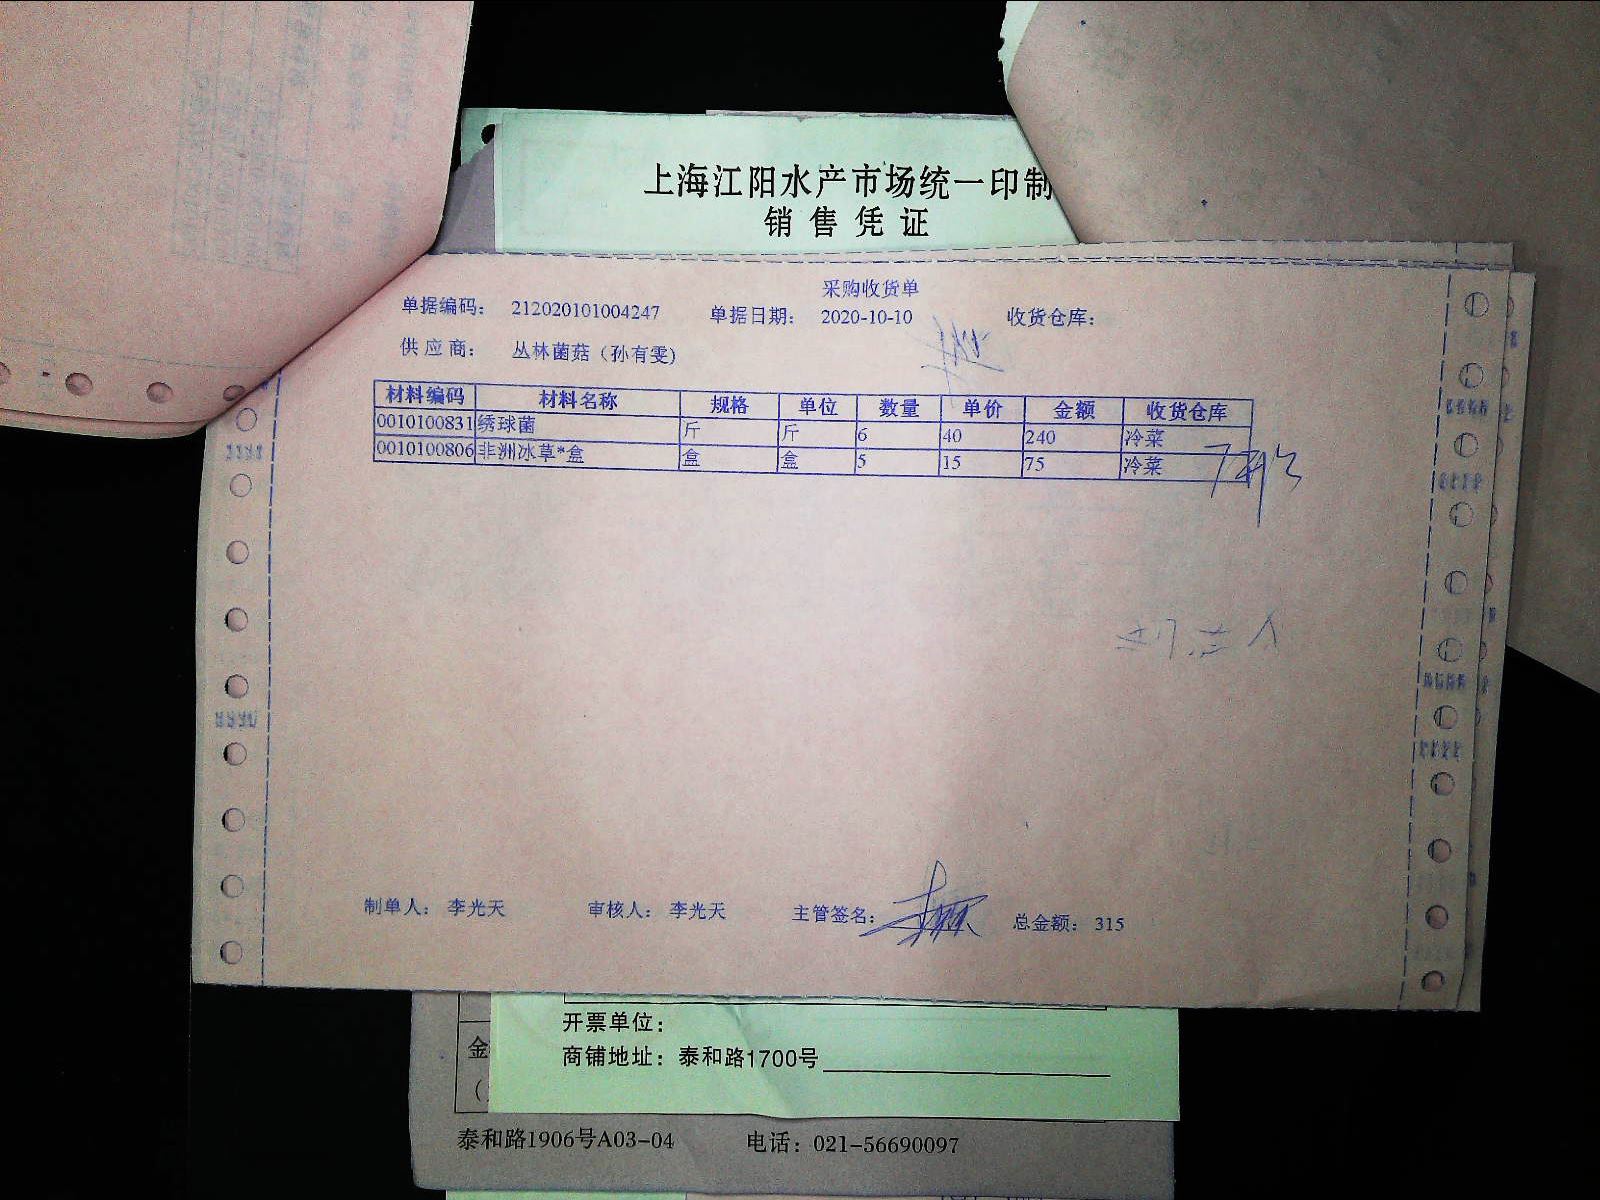 上海江阳水产市场统一印制
销售凭证
采购收货单
单据编码： 212020101004247 单据日期： 2020-10-10 收货仓库：
供应商： 丛林菌菇（孙有雯）
材料编码 材料名称 规格 单位 数量 单价 金额 收货仓库
0010100831 绣球菌 斤 斤 6 40 240 冷菜
0010100806 非洲冰草*盒 盒 盒 5 15 75 冷菜
制单人： 李光天 审核人： 李光天 主管签名： 总金额： 315
开票单位：
商铺地址：泰和路1700号
金
（
泰和路1906号A03-04 电话：021-56690097